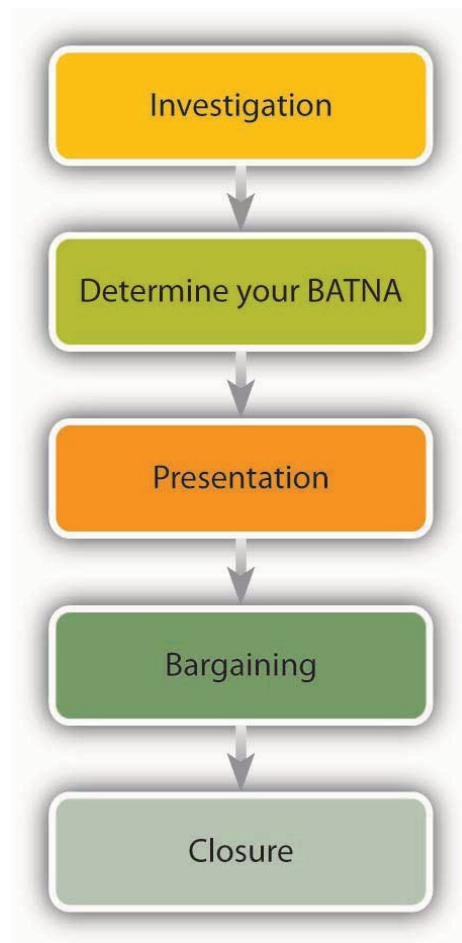 Investigation
Determine your BATNA
Presentation
Bargaining
Closure